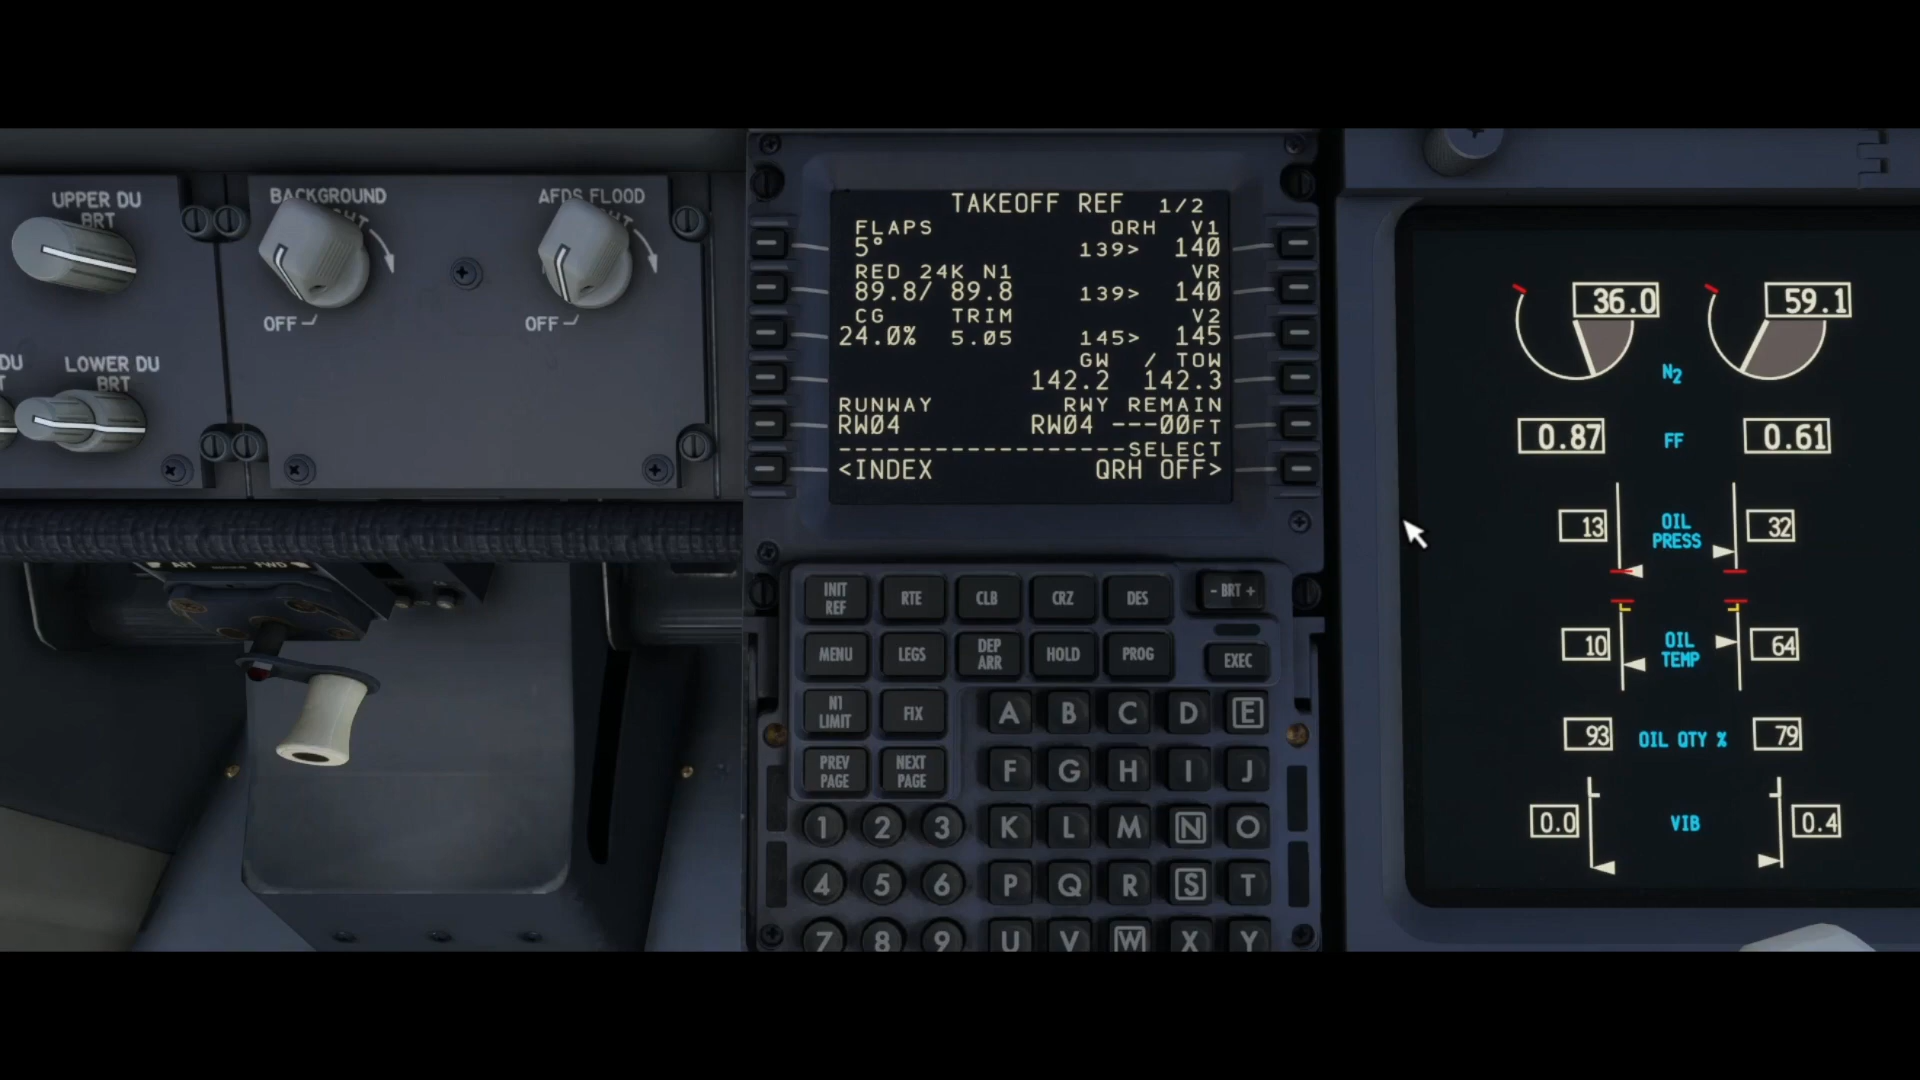 UPPER DU
BRT
BACKGROUND
OFF
AFDS FLOOD
OFF
DU
LOWER DU
BRT
FWD
TAKEOFF REF 1/2
FLAPS QRH V1
5° 139> 140
RED 24K N1 VR
89.8/ 89.8 139> 140
CG TRIM V2
24.0% 5.05 145> 145
GW / TOW
142.2 142.3
RUNWAY RWY REMAIN
RW04 RW04 ---00FT
------------------SELECT
<INDEX QRH OFF>
INIT
REF
RTE
CLB
CRZ
DES
- BRT +
MENU
LEGS
DEP
ARR
HOLD
PROG
EXEC
N1
LIMIT
FIX
A B C D E
PREV
PAGE
NEXT
PAGE
F G H I J
1 2 3 K L M N O
4 5 6 P Q R S T
7 8 9 U V W X Y
36.0 59.1
N2
0.87 FF 0.61
13 OIL
PRESS 32
10 OIL
TEMP 64
93 OIL QTY % 79
0.0 VIB 0.4